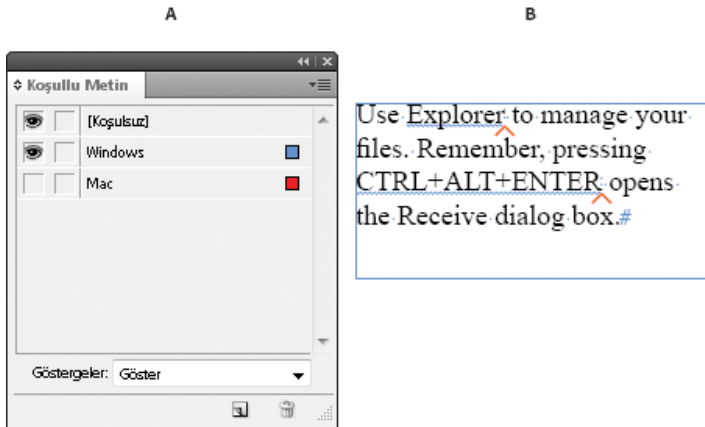 A
B
Koşullu Metin
[Koşulsuz]
Windows
Mac
Göstergeler: Göster
Use Explorer to manage your
files. Remember, pressing
CTRL+ALT+ENTER opens
the Receive dialog box.#